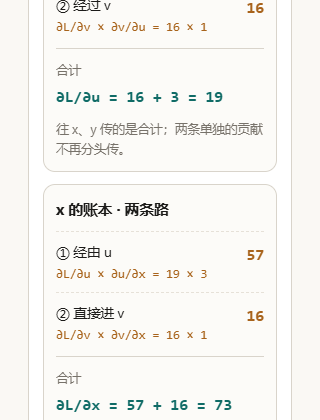 ② 经过 v
16
∂L/∂v × ∂v/∂u = 16 × 1
合计
∂L/∂u = 16 + 3 = 19
往 x、y 传的是合计；两条单独的贡献
不再分头传。
x 的账本 · 两条路
① 经由 u
57
∂L/∂u × ∂u/∂x = 19 × 3
② 直接进 v
16
∂L/∂v × ∂v/∂x = 16 × 1
合计
∂L/∂x = 57 + 16 = 73